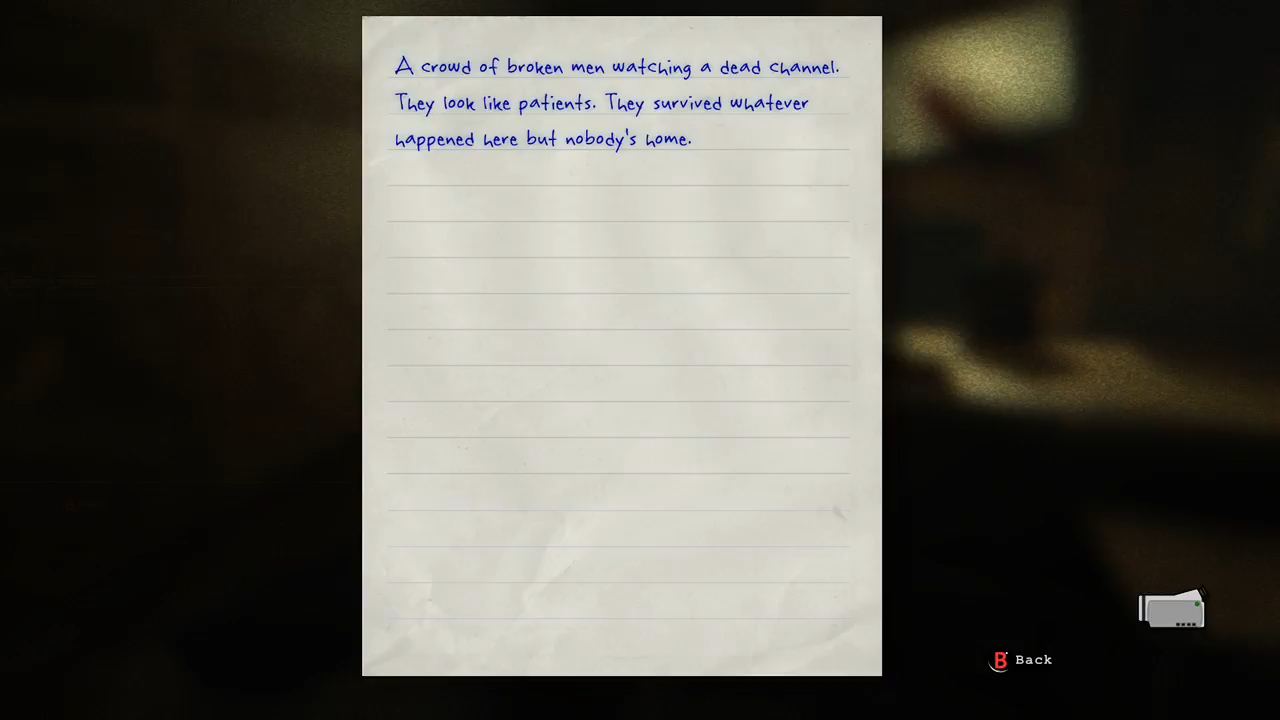 A crowd of broken men watching a dead channel.
They look like patients. They survived whatever
happened here but nobody's home.
B Back